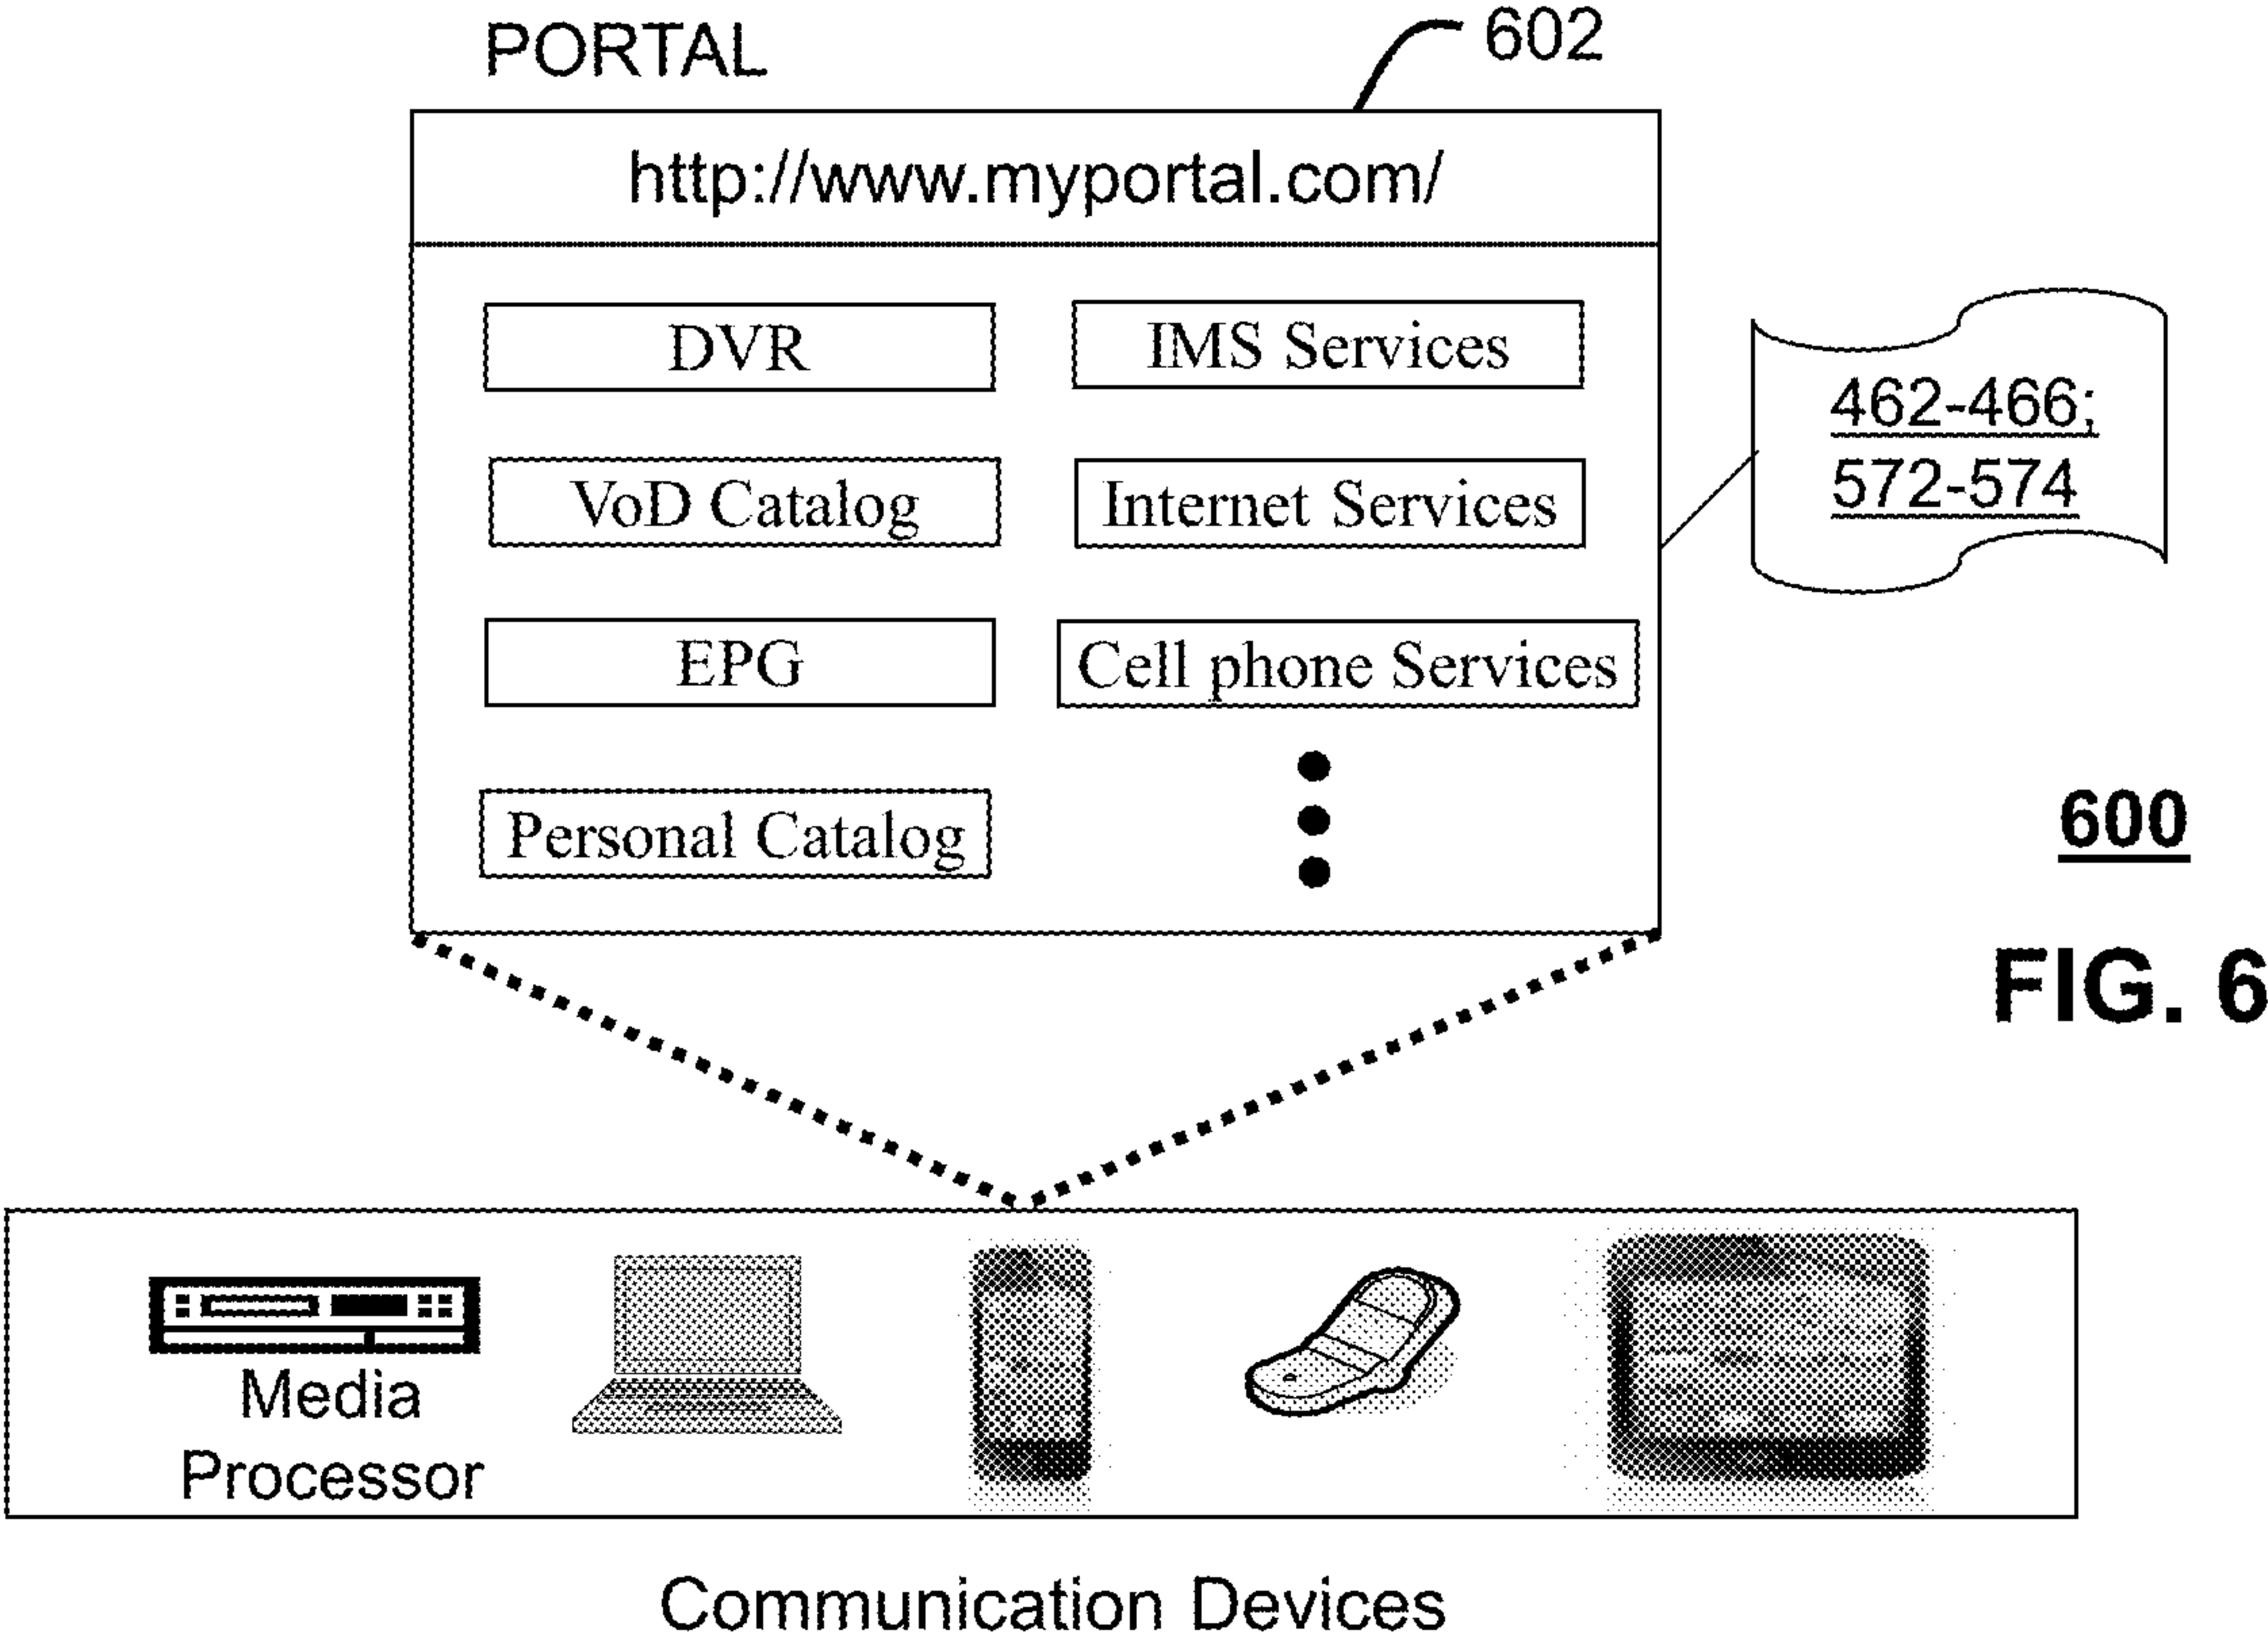 PORTAL
602
http://www.myportal.com/
DVR
IMS Services
VoD Catalog
Internet Services
EPG
Cell phone Services
Personal Catalog
462-466;
572-574
600
FIG. 6
Media
Processor
Communication Devices